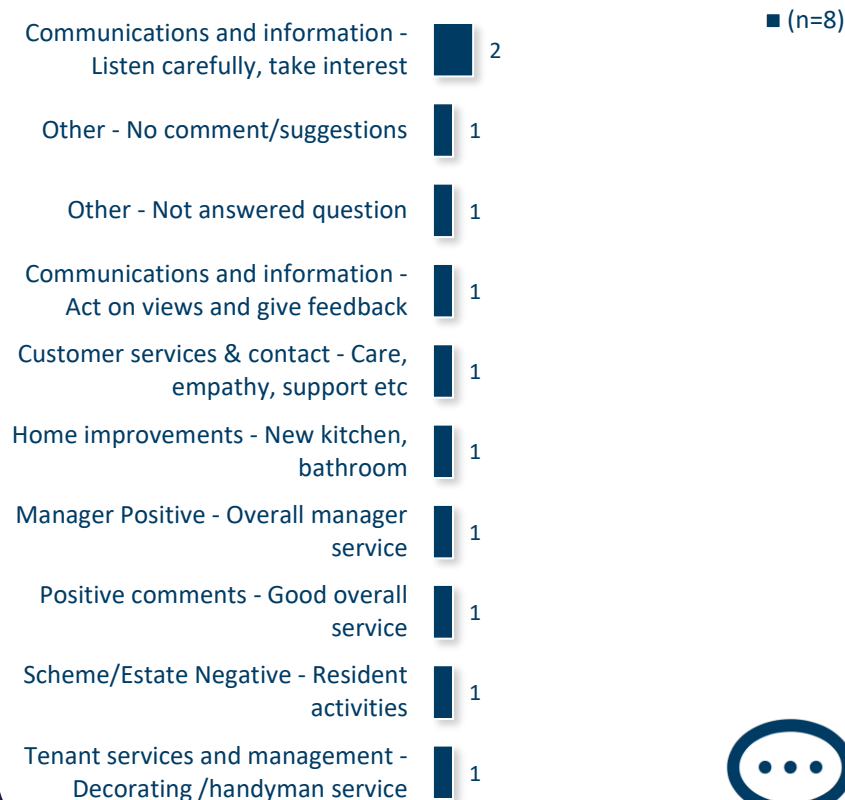 (n=8)
Communications and information -
Listen carefully, take interest
2
Other - No comment/suggestions
1
Other - Not answered question
1
Communications and information -
Act on views and give feedback
1
Customer services & contact - Care,
empathy, support etc
1
Home improvements - New kitchen,
bathroom
1
Manager Positive - Overall manager
service
1
Positive comments - Good overall
service
1
Scheme/Estate Negative - Resident
activities
1
Tenant services and management -
Decorating /handyman service
1